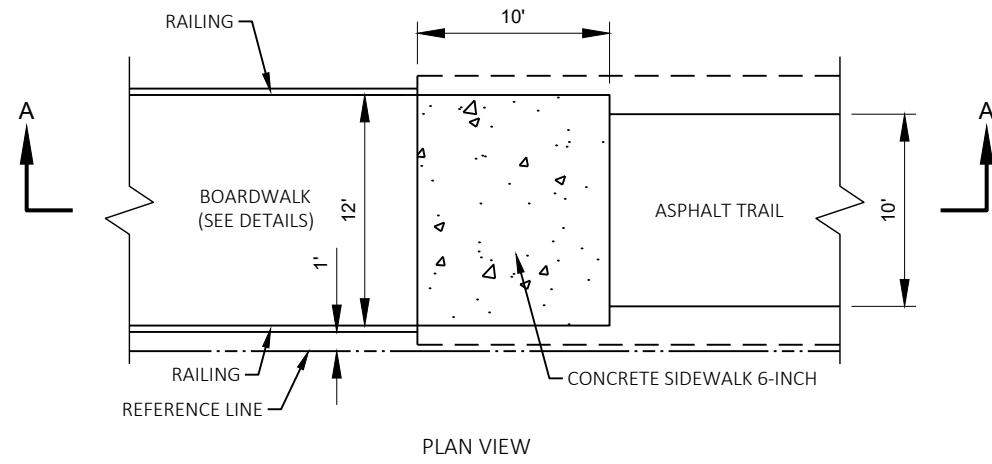 10'
RAILING
A
A
BOARDWALK
(SEE DETAILS)
12'
ASPHALT TRAIL
10'
1'
RAILING
CONCRETE SIDEWALK 6-INCH
REFERENCE LINE
PLAN VIEW